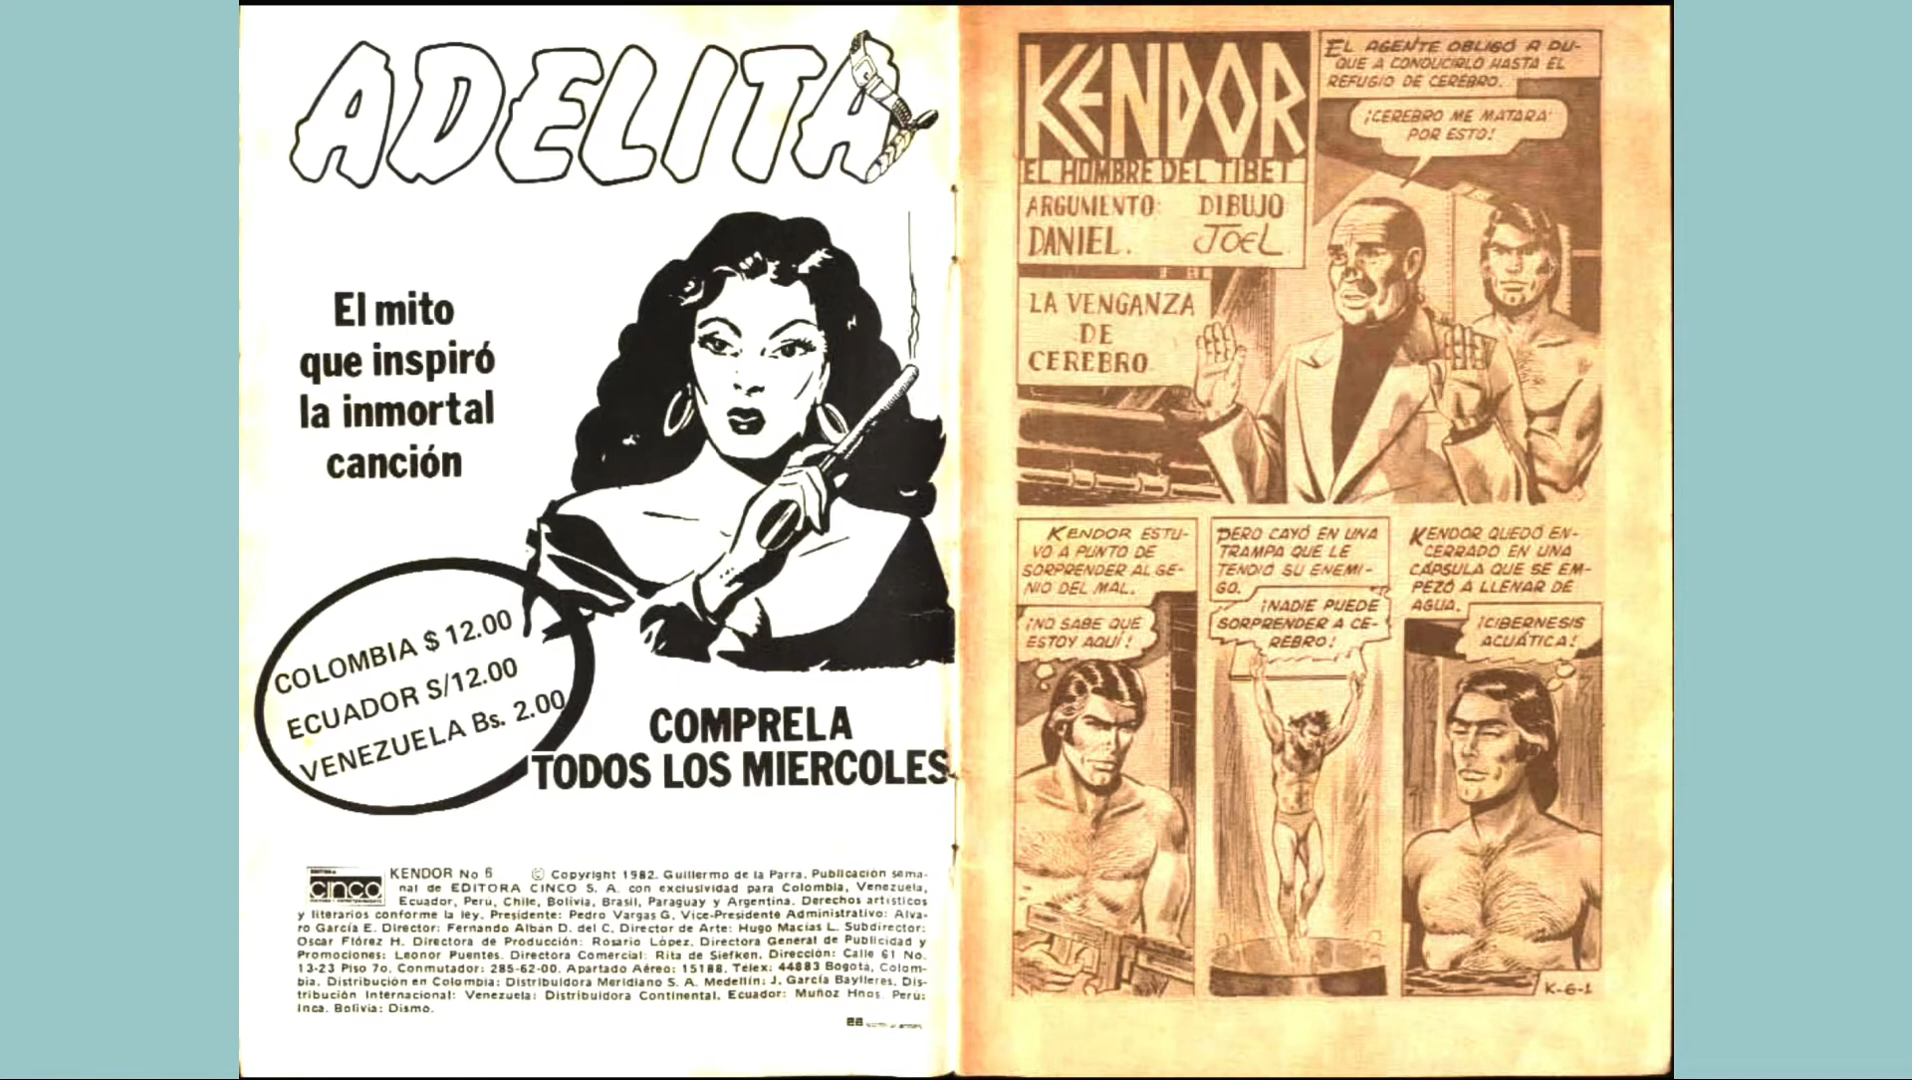 ADELITA
El mito
que inspiró
la inmortal
canción
COLOMBIA $ 12.00
ECUADOR S/12.00
VENEZUELA Bs. 2.00
COMPRELA
TODOS LOS MIERCOLES
EDITORA
CINCO
KENDOR No 6 © Copyright 1982. Guillermo de la Parra. Publicación sema-
nal de EDITORA CINCO S. A. con exclusividad para Colombia, Venezuela,
Ecuador, Perú, Chile, Bolivia, Brasil, Paraguay y Argentina. Derechos artísticos
y literarios conforme la ley. Presidente: Pedro Vargas G. Vice-Presidente Administrativo: Alva-
ro García E. Director: Fernando Albán D. del C. Director de Arte: Hugo Macías L. Subdirector:
Oscar Flórez H. Directora de Producción: Rosario López. Directora General de Publicidad y
Promociones: Leonor Puentes. Directora Comercial: Rita de Siefken. Dirección: Calle 61 No.
13-23 Piso 7o. Conmutador: 285-62-00. Apartado Aéreo: 15188. Télex: 44883 Bogotá, Colom-
bia. Distribución en Colombia: Distribuidora Meridiano S. A. Medellín: J. García Baylleres. Dis-
tribución Internacional: Venezuela: Distribuidora Continental. Ecuador: Muñoz Hnos. Perú:
Inca. Bolivia: Dismo.
KENDOR
EL HOMBRE DEL TIBET
ARGUMENTO: DIBUJO
DANIEL. JOEL
LA VENGANZA
DE
CEREBRO
EL AGENTE OBLIGÓ A DU-
QUE A CONDUCIRLO HASTA EL
REFUGIO DE CEREBRO.
¡CEREBRO ME MATARÁ
POR ESTO!
KENDOR ESTU-
VO A PUNTO DE
SORPRENDER AL GE-
NIO DEL MAL.
¡NO SABE QUE
ESTOY AQUÍ!
PERO CAYÓ EN UNA
TRAMPA QUE LE
TENDIÓ SU ENEMI-
GO.
¡NADIE PUEDE
SORPRENDER A CE-
REBRO!
KENDOR QUEDÓ EN-
CERRADO EN UNA
CÁPSULA QUE SE EM-
PEZÓ A LLENAR DE
AGUA.
¡CIBERNESIS
ACUÁTICA!
K-6-1